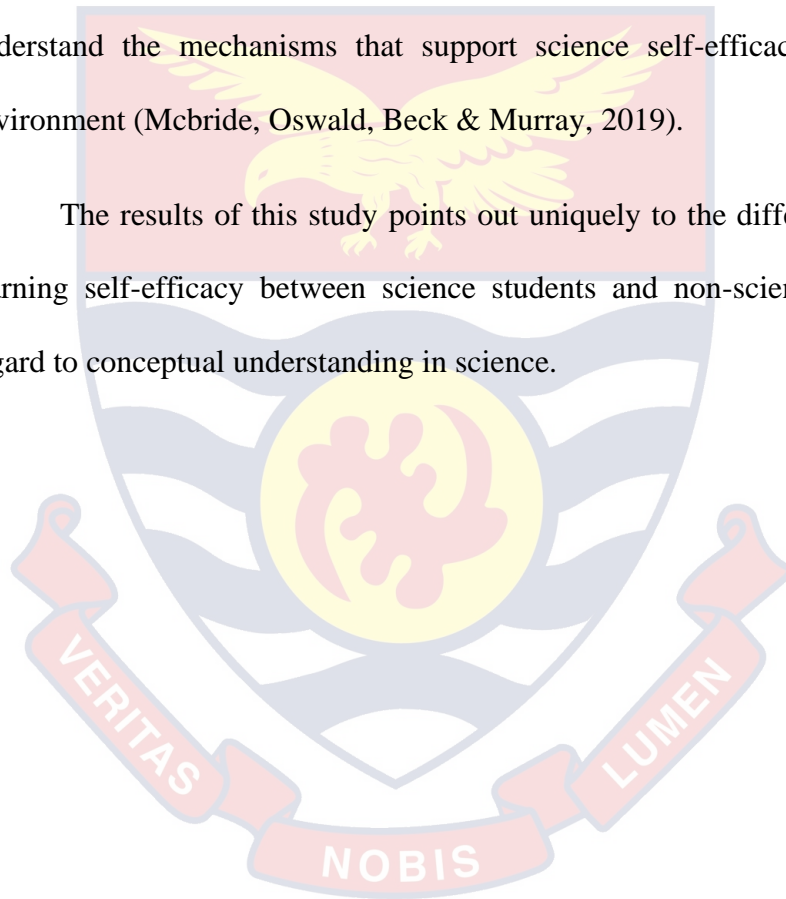 derstand the mechanisms that support science self-efficac
vironment (Mcbride, Oswald, Beck & Murray, 2019).
The results of this study points out uniquely to the diffe
rning self-efficacy between science students and non-scien
gard to conceptual understanding in science.
VERITAS
NOBIS
LUMEN